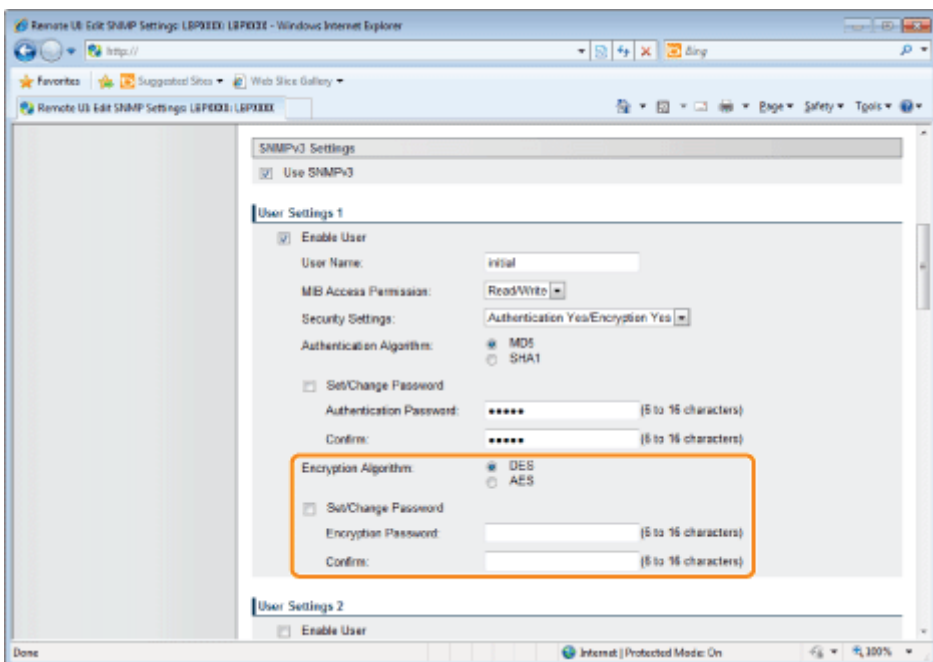 Remote UI: Edit SNMP Settings: LBPXXXX: LBPXXXX - Windows Internet Explorer
http://
Bing
Favorites Suggested Sites Web Slice Gallery
Remote UI: Edit SNMP Settings: LBPXXXX: LBPXXXX
Page Safety Tools
SNMPv3 Settings
Use SNMPv3
User Settings 1
Enable User
User Name: initial
MIB Access Permission: Read/Write
Security Settings: Authentication Yes/Encryption Yes
Authentication Algorithm: MD5
SHA1
Set/Change Password
Authentication Password: ••••• (6 to 16 characters)
Confirm: ••••• (6 to 16 characters)
Encryption Algorithm: DES
AES
Set/Change Password
Encryption Password: (6 to 16 characters)
Confirm: (6 to 16 characters)
User Settings 2
Enable User
Done Internet | Protected Mode: On 100%